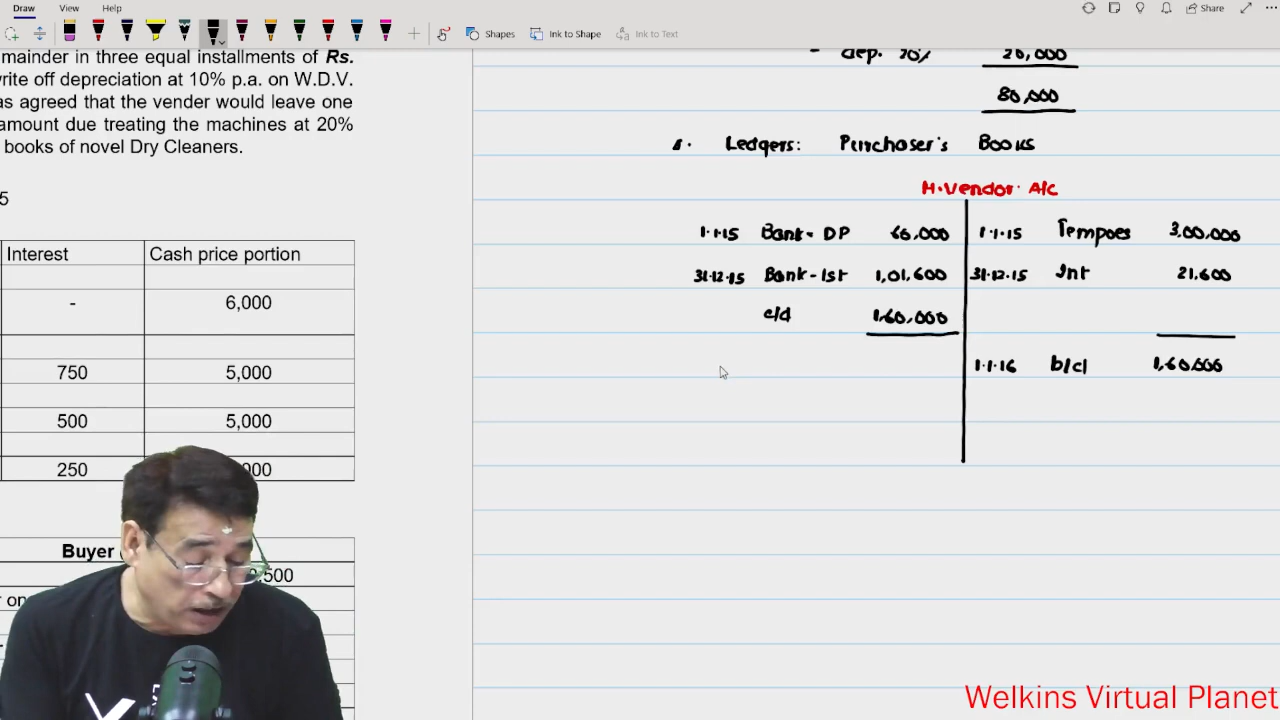 Draw View Help
Share
Shapes Ink to Shape Ink to Text
mainder in three equal installments of Rs.
rite off depreciation at 10% p.a. on W.D.V.
as agreed that the vender would leave one
amount due treating the machines at 20%
books of novel Dry Cleaners.
5
Interest Cash price portion
- 6,000
750 5,000
500 5,000
250 000
Buyer
,500
r on
- dep. 20% 20,000
80,000
Ledgers: Purchaser's Books
H.Vendor A/c
1.1.15 Bank - DP 60,000 1.1.15 Tempoes 3,00,000
31.12.15 Bank - 1st 1,01,600 31.12.15 Int 21,600
c/d 1,60,000
1.1.16 b/d 1,60,000
Welkins Virtual Planet